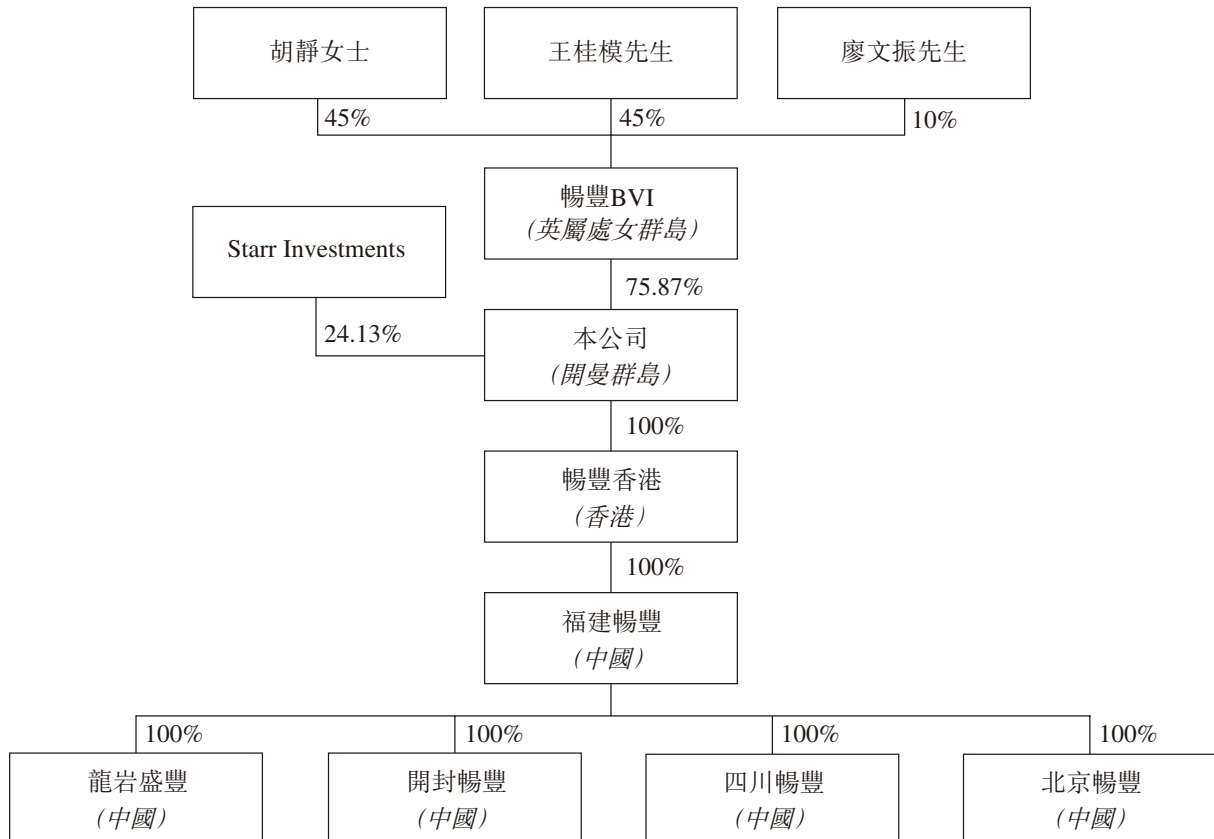 胡靜女士
王桂模先生
廖文振先生
45%
45%
10%
暢豐BVI
（英屬處女群島）
Starr Investments
75.87%
24.13%
本公司
（開曼群島）
100%
暢豐香港
（香港）
100%
福建暢豐
（中國）
100%
100%
100%
100%
龍岩盛豐
（中國）
開封暢豐
（中國）
四川暢豐
（中國）
北京暢豐
（中國）